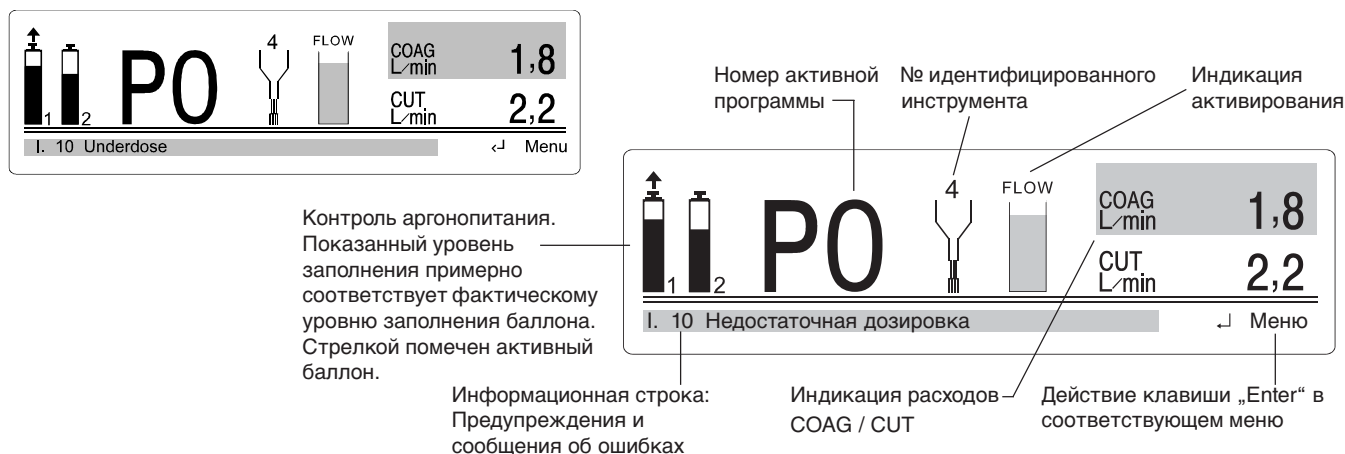 4
FLOW
COAG
L/min 1,8
1 2
P0
CUT
L/min 2,2
I. 10 Underdose
Menu
Номер активной
программы
№ идентифицированного
инструмента
Индикация
активирования
4
FLOW
COAG
L/min 1,8
1 2
P0
CUT
L/min 2,2
I. 10 Недостаточная дозировка
Меню
Контроль аргонопитания.
Показанный уровень
заполнения примерно
соответствует фактическому
уровню заполнения баллона.
Стрелкой помечен активный
баллон.
Информационная строка:
Предупреждения и
сообщения об ошибках
Индикация расходов
COAG / CUT
Действие клавиши „Enter“ в
соответствующем меню